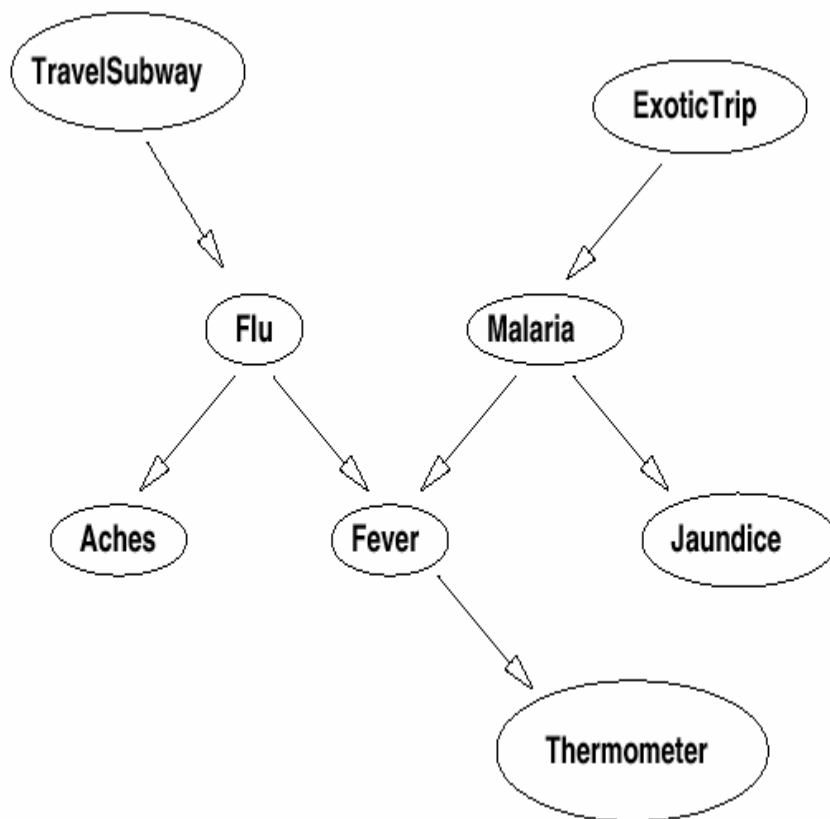 TravelSubway
ExoticTrip
Flu
Malaria
Aches
Fever
Jaundice
Thermometer